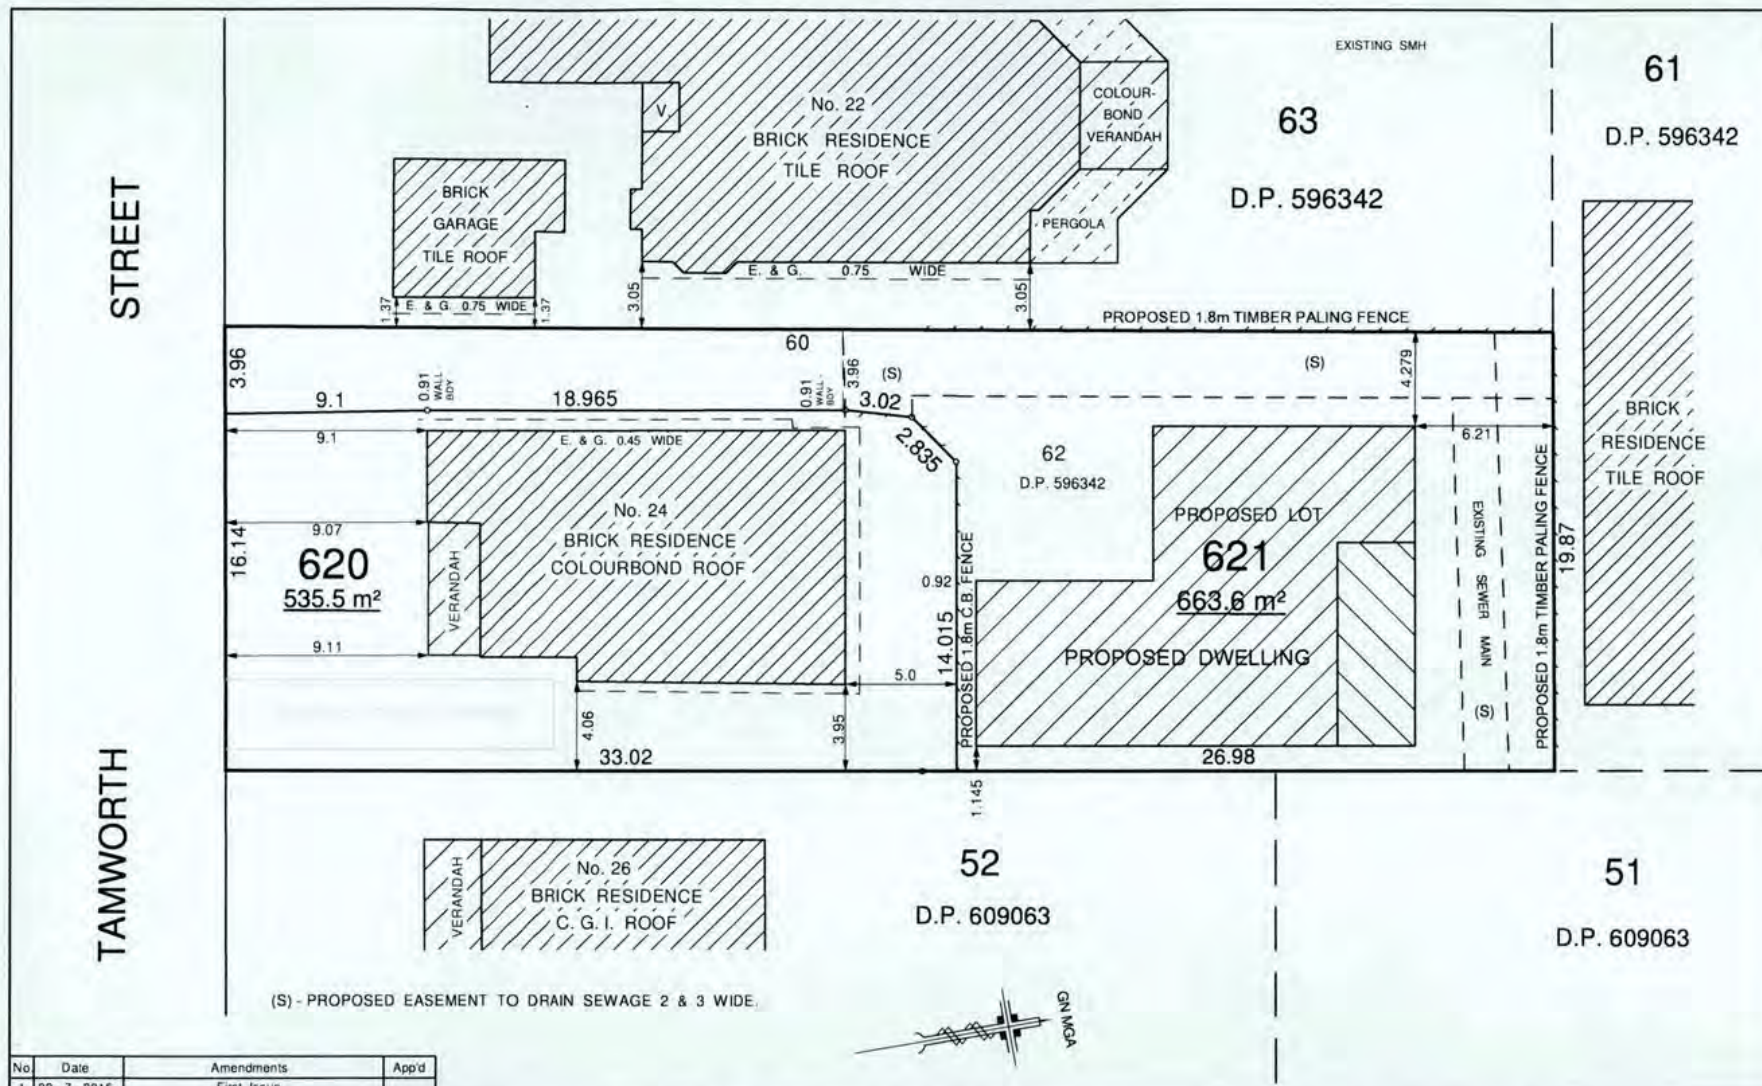 STREET
TAMWORTH
EXISTING SMH
61
D.P. 596342
63
D.P. 596342
COLOUR-
BOND
VERANDAH
PERGOLA
V.
No. 22
BRICK RESIDENCE
TILE ROOF
BRICK
GARAGE
TILE ROOF
E. & G. 0.75 WIDE
1.37
E. & G. 0.75 WIDE
1.37
3.05
3.05
PROPOSED 1.8m TIMBER PALING FENCE
60
3.96
9.1
0.91
WALL -
BDY
18.965
0.91
WALL -
BDY
3.96
(S)
3.02
2.835
(S)
4.279
6.21
9.1
E. & G. 0.45 WIDE
No. 24
BRICK RESIDENCE
COLOURBOND ROOF
VERANDAH
9.07
16.14
620
535.5 m²
9.11
62
D.P. 596342
PROPOSED LOT
621
663.6 m²
PROPOSED DWELLING
0.92
14.015
PROPOSED 1.8m C.B. FENCE
5.0
4.06
3.95
33.02
26.98
1.145
EXISTING SEWER MAIN
(S)
PROPOSED 1.8m TIMBER PALING FENCE
19.87
BRICK
RESIDENCE
TILE ROOF
52
D.P. 609063
51
D.P. 609063
VERANDAH
No. 26
BRICK RESIDENCE
C. G. I. ROOF
(S) - PROPOSED EASEMENT TO DRAIN SEWAGE 2 & 3 WIDE.
GN MGA
No. Date Amendments App'd
First Issue